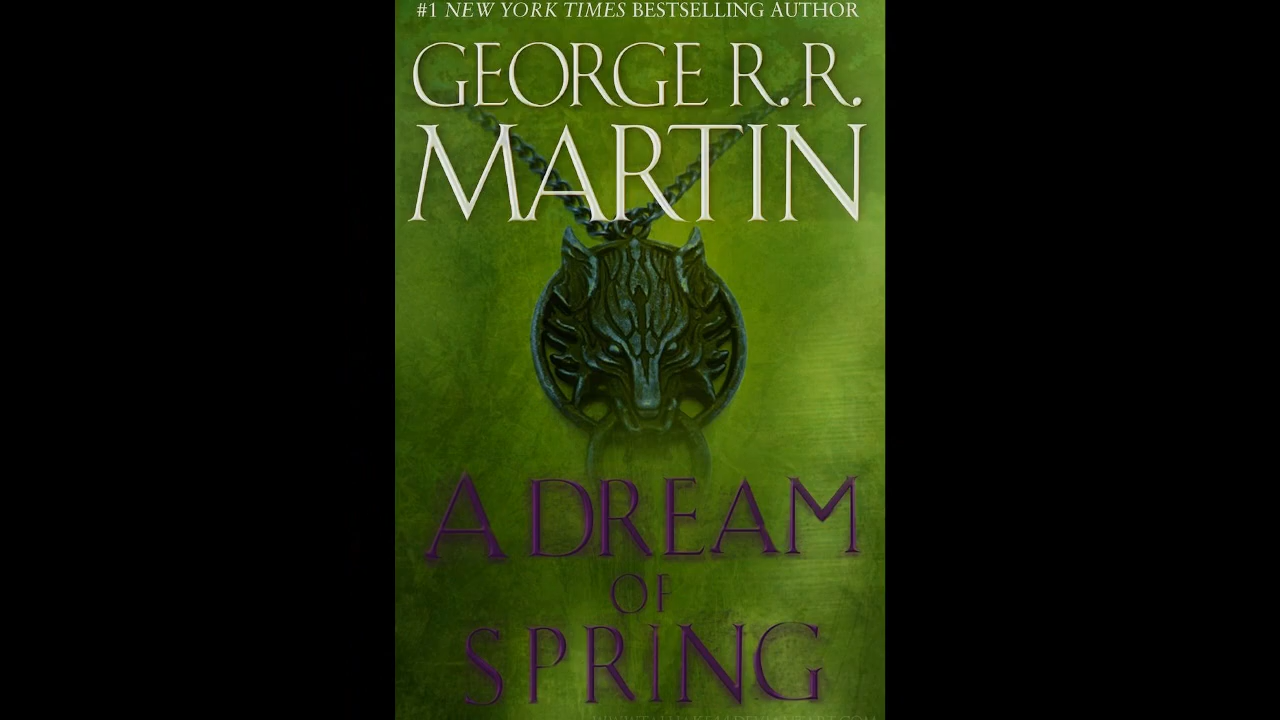 #1 NEW YORK TIMES BESTSELLING AUTHOR
GEORGE R. R.
MARTIN
A DREAM
OF
SPRING